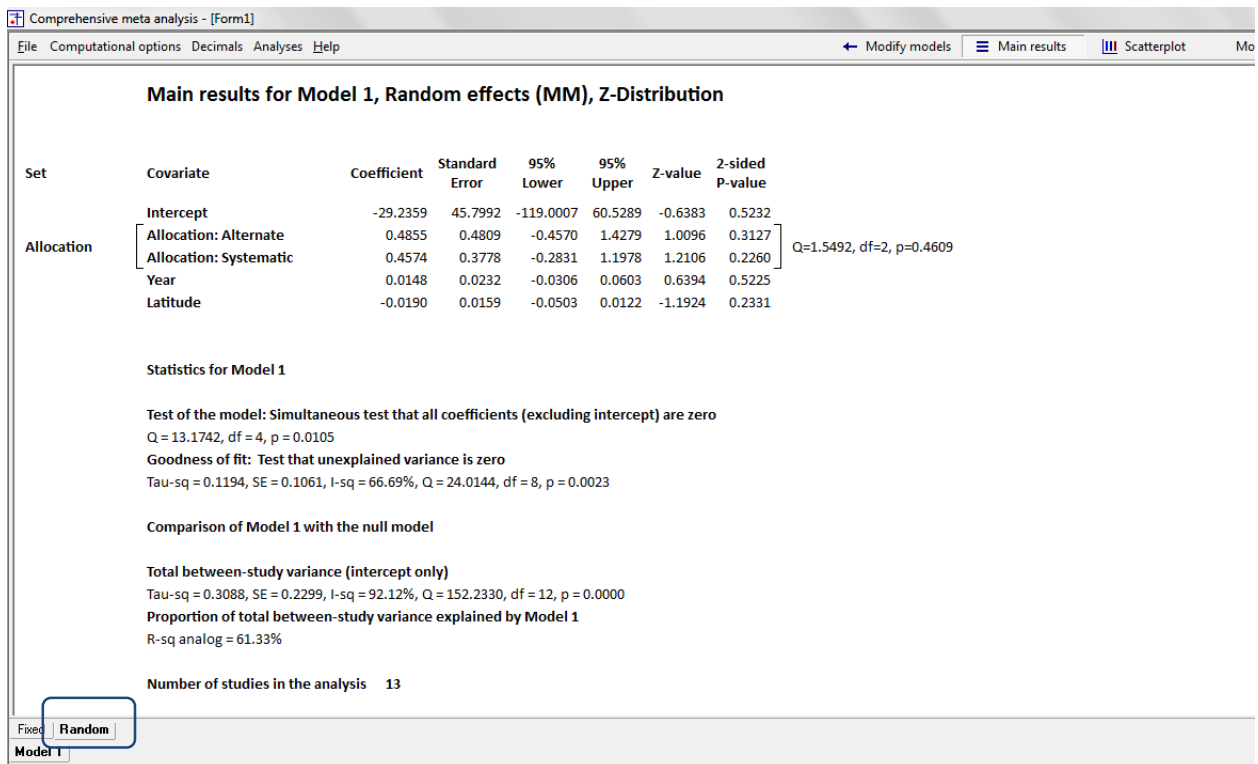 Comprehensive meta analysis - [Form1]
File Computational options Decimals Analyses Help Modify models Main results Scatterplot Mo
Main results for Model 1, Random effects (MM), Z-Distribution
Set Covariate Coefficient Standard Error 95% Lower 95% Upper Z-value 2-sided P-value
Intercept -29.2359 45.7992 -119.0007 60.5289 -0.6383 0.5232
Allocation: Alternate 0.4855 0.4809 -0.4570 1.4279 1.0096 0.3127
Allocation Q=1.5492, df=2, p=0.4609
Allocation: Systematic 0.4574 0.3778 -0.2831 1.1978 1.2106 0.2260
Year 0.0148 0.0232 -0.0306 0.0603 0.6394 0.5225
Latitude -0.0190 0.0159 -0.0503 0.0122 -1.1924 0.2331
Statistics for Model 1
Test of the model: Simultaneous test that all coefficients (excluding intercept) are zero
Q = 13.1742, df = 4, p = 0.0105
Goodness of fit: Test that unexplained variance is zero
Tau-sq = 0.1194, SE = 0.1061, I-sq = 66.69%, Q = 24.0144, df = 8, p = 0.0023
Comparison of Model 1 with the null model
Total between-study variance (intercept only)
Tau-sq = 0.3088, SE = 0.2299, I-sq = 92.12%, Q = 152.2330, df = 12, p = 0.0000
Proportion of total between-study variance explained by Model 1
R-sq analog = 61.33%
Number of studies in the analysis 13
Fixed Random
Model 1